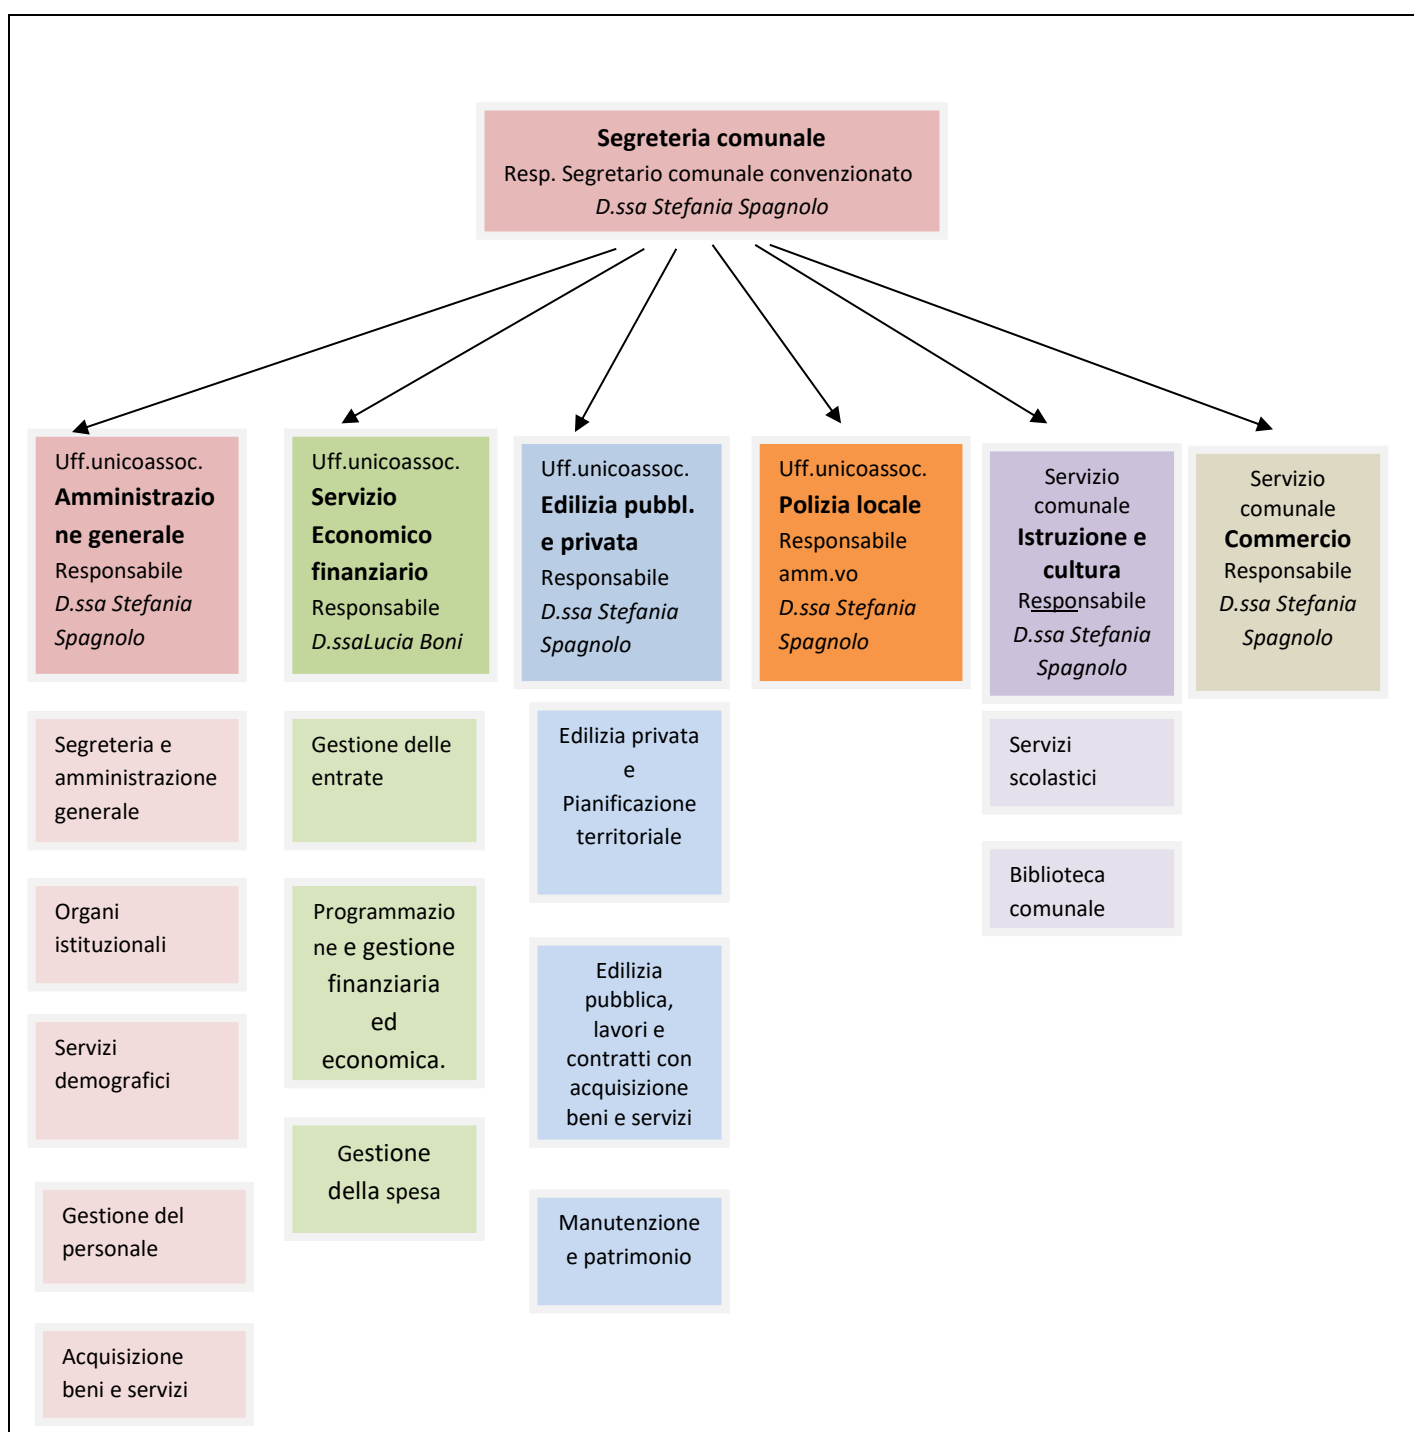 Segreteria comunale
Resp. Segretario comunale convenzionato
D.ssa Stefania Spagnolo
Uff.unicoassoc.
Amministrazio
ne generale
Responsabile
D.ssa Stefania
Spagnolo
Uff.unicoassoc.
Servizio
Economico
finanziario
Responsabile
D.ssaLucia Boni
Uff.unicoassoc.
Edilizia pubbl.
e privata
Responsabile
D.ssa Stefania
Spagnolo
Uff.unicoassoc.
Polizia locale
Responsabile
amm.vo
D.ssa Stefania
Spagnolo
Servizio
comunale
Istruzione e
cultura
Responsabile
D.ssa Stefania
Spagnolo
Servizio
comunale
Commercio
Responsabile
D.ssa Stefania
Spagnolo
Segreteria e
amministrazione
generale
Organi
istituzionali
Servizi
demografici
Gestione del
personale
Acquisizione
beni e servizi
Gestione delle
entrate
Programmazio
ne e gestione
finanziaria
ed
economica.
Gestione
della spesa
Edilizia privata
e
Pianificazione
territoriale
Edilizia
pubblica,
lavori e
contratti con
acquisizione
beni e servizi
Manutenzione
e patrimonio
Servizi
scolastici
Biblioteca
comunale